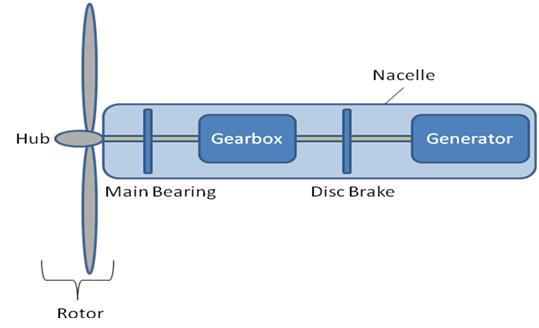 Nacelle
Hub
Gearbox
Generator
Main Bearing
Disc Brake
Rotor